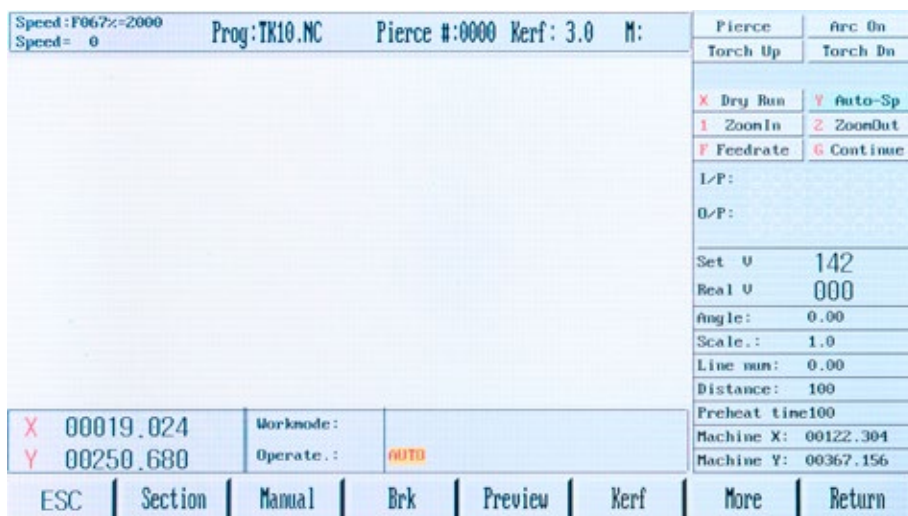 Speed:F067%=2000
Speed= 0
Prog:TK10.NC Pierce #:0000 Kerf: 3.0 M:
Pierce Arc On
Torch Up Torch Dn
X Dry Run Y Auto-Sp
1 ZoomIn 2 ZoomOut
F Feedrate G Continue
I/P:
O/P:
Set V 142
Real V 000
Angle: 0.00
Scale.: 1.0
Line num: 0.00
Distance: 100
Preheat time100
Machine X: 00122.304
Machine Y: 00367.156
X 00019.024
Y 00250.680
Workmode:
Operate.: AUTO
ESC Section Manual Brk Preview Kerf More Return